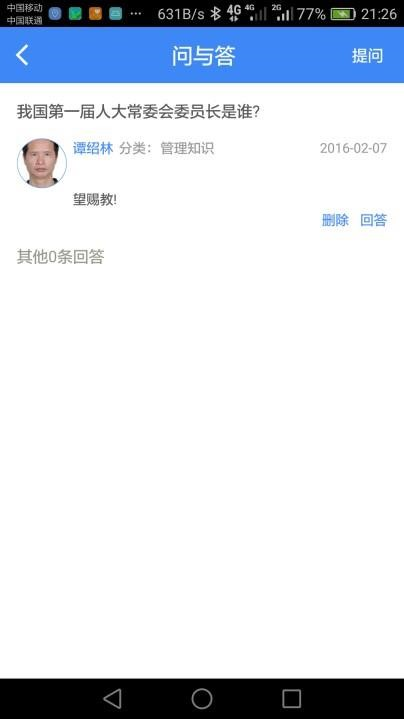 中国移动
中国联通
... 631B/s 4G 4G 2G 77% 21:26
问与答 提问
我国第一届人大常委会委员长是谁?
谭绍林 分类：管理知识 2016-02-07
望赐教!
删除 回答
其他0条回答